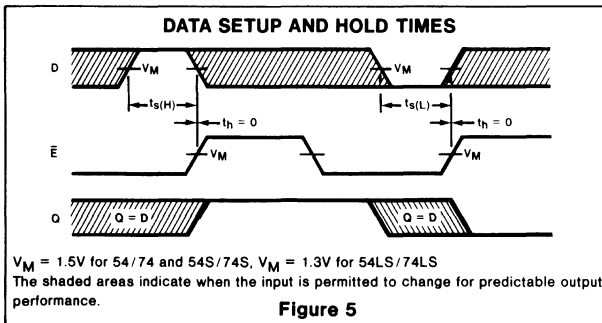 DATA SETUP AND HOLD TIMES
D
VM
VM
ts(H)
ts(L)
th = 0
th = 0
E̅
VM
VM
Q
Q = D
Q = D
VM = 1.5V for 54/74 and 54S/74S, VM = 1.3V for 54LS/74LS
The shaded areas indicate when the input is permitted to change for predictable output
performance.
Figure 5